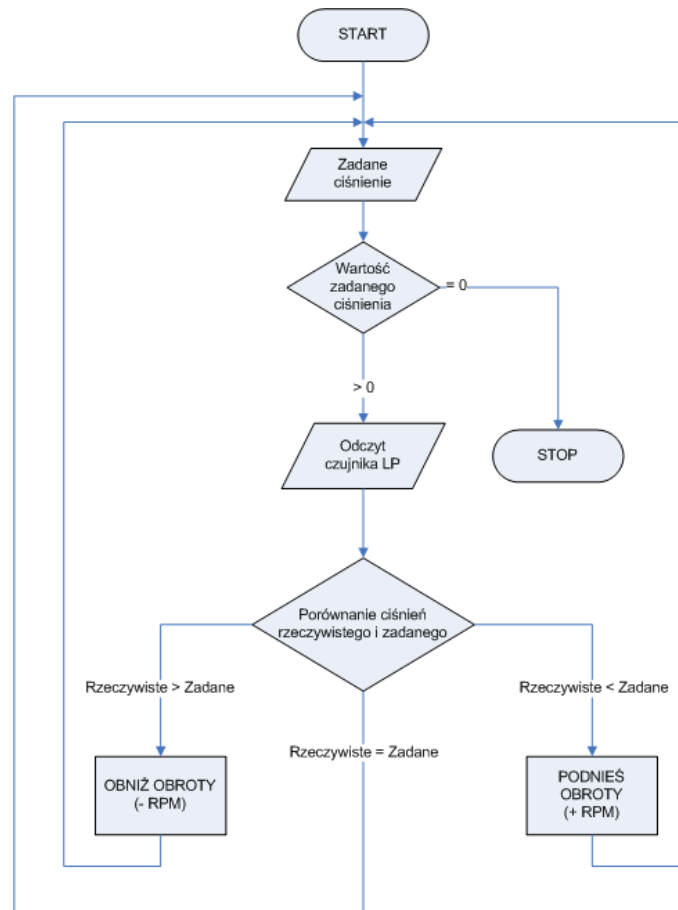 START
Zadane
ciśnienie
Wartość
zadanego
ciśnienia
= 0
> 0
Odczyt
czujnika LP
STOP
Porównanie ciśnień
rzeczywistego i zadanego
Rzeczywiste > Zadane
Rzeczywiste < Zadane
Rzeczywiste = Zadane
OBNIŻ OBROTY
(- RPM)
PODNIEŚ
OBROTY
(+ RPM)